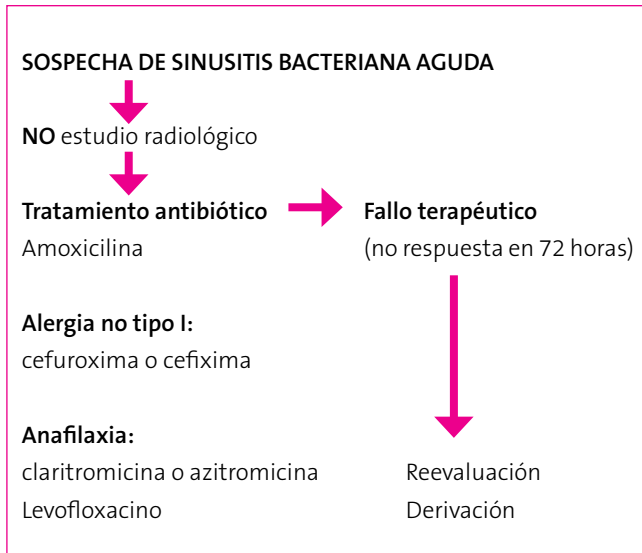 SOSPECHA DE SINUSITIS BACTERIANA AGUDA
NO estudio radiológico
Tratamiento antibiótico
Amoxicilina
Fallo terapéutico
(no respuesta en 72 horas)
Alergia no tipo I:
cefuroxima o cefixima
Anafilaxia:
claritromicina o azitromicina
Levofloxacino
Reevaluación
Derivación